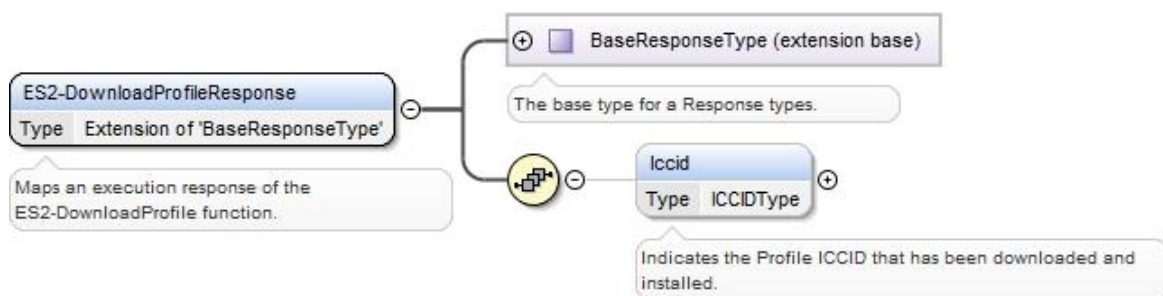 BaseResponseType (extension base)
The base type for a Response types.
ES2-DownloadProfileResponse
Type Extension of 'BaseResponseType'
Maps an execution response of the
ES2-DownloadProfile function.
Iccid
Type ICCIDType
Indicates the Profile ICCID that has been downloaded and
installed.